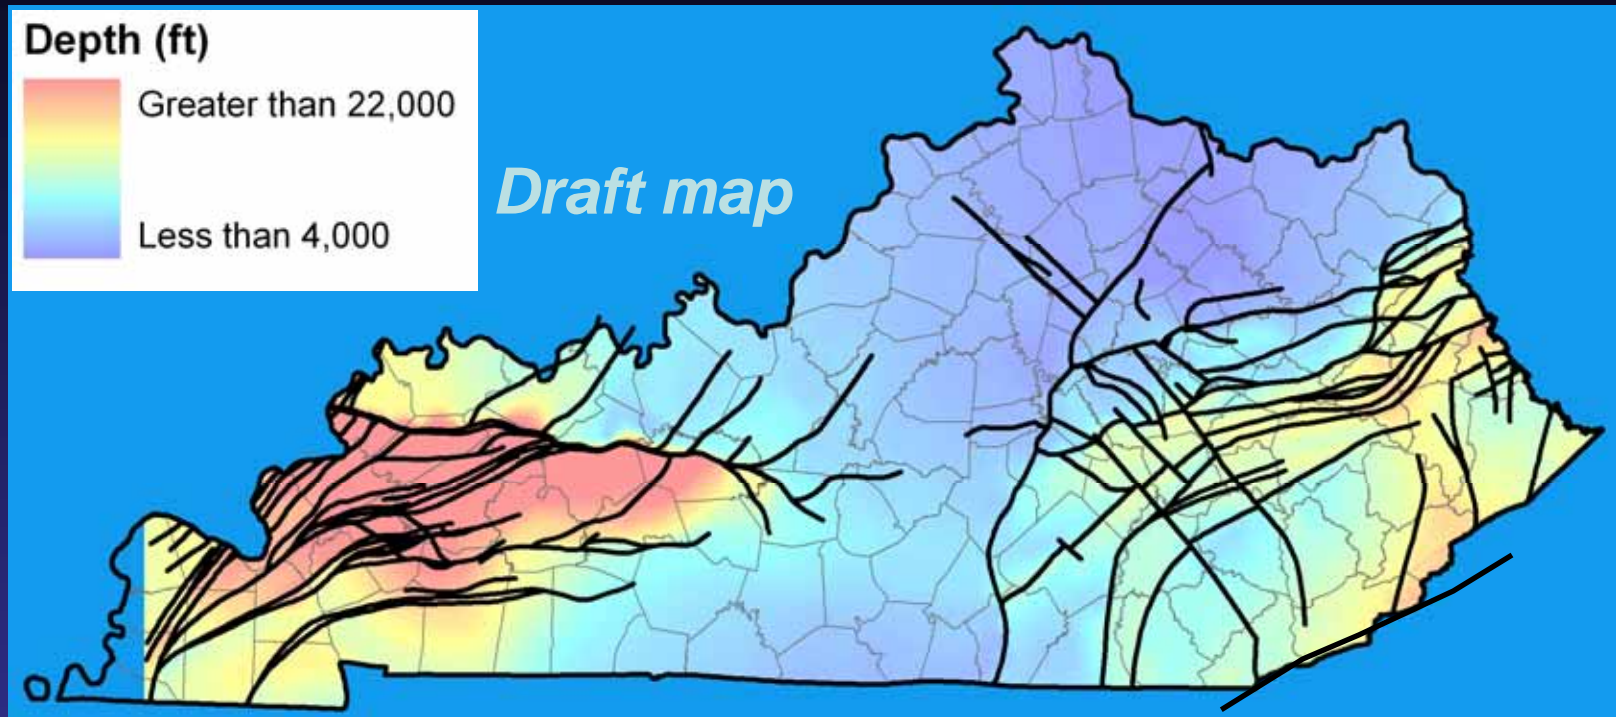 Depth (ft)
Greater than 22,000
Less than 4,000
Draft map